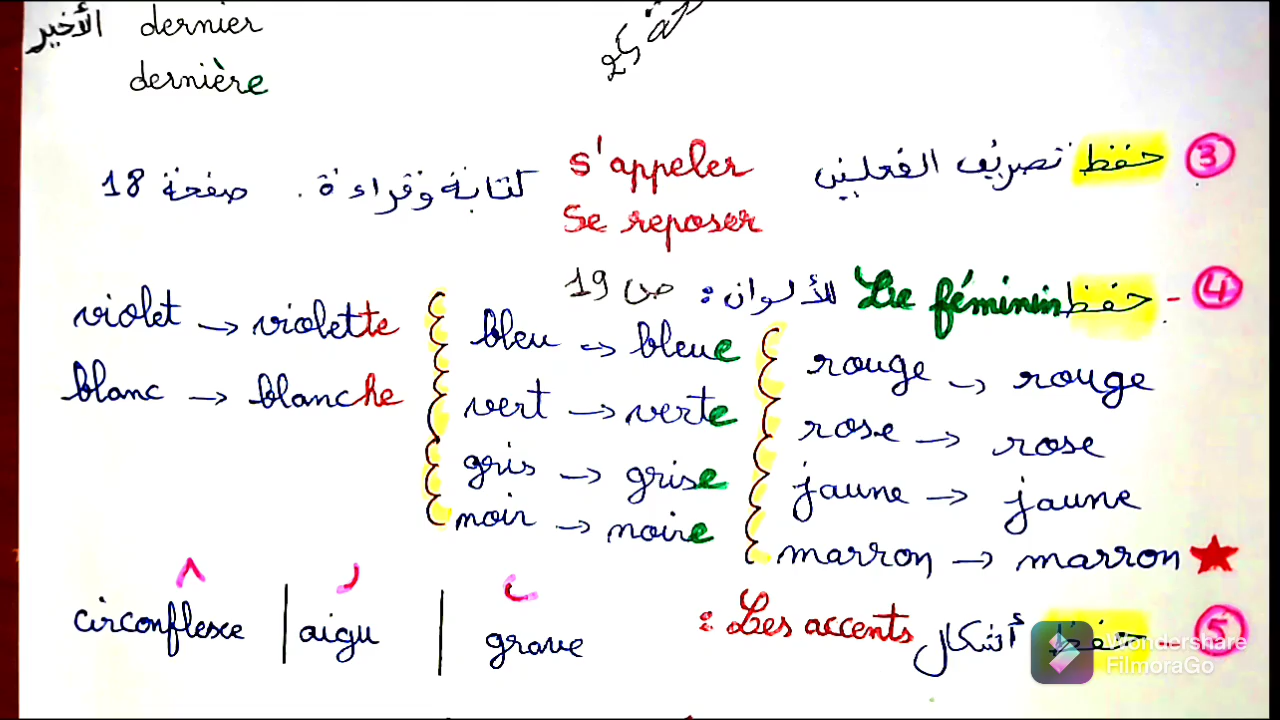 الأخير dernier
dernière
③ حفظ تصريف الفعلين s'appeler كتابة وقراءة. صفحة 18
se reposer
④ - حفظ Le féminin للألوان: ص 19
rouge → rouge
rose → rose
jaune → jaune
marron → marron
bleu → bleue
vert → verte
gris → grise
noir → noire
violet → violette
blanc → blanche
⑤ حفظ أشكال Les accents :
grave | aigu | circonflexe
Wondershare
FilmoraGo